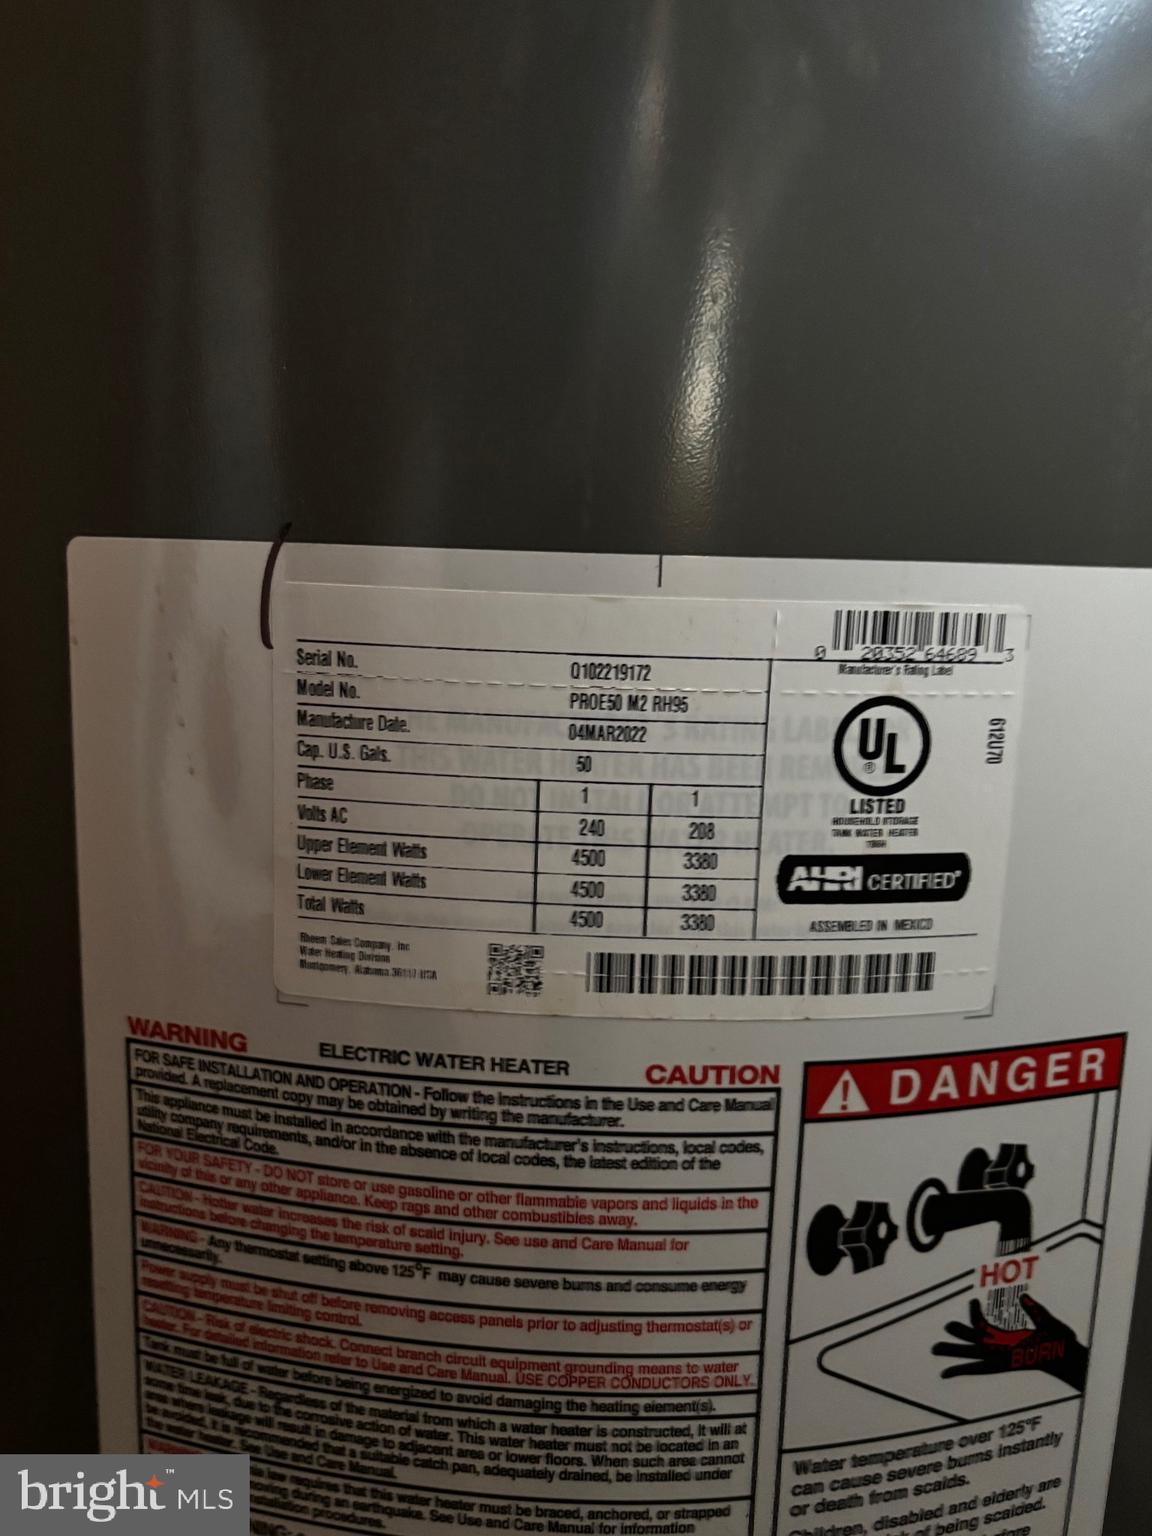 0 20352 64689 3
Manufacturer's Rating Label
Serial No. Q102219172
Model No. PROE50 M2 RH95
Manufacture Date. 04MAR2022
Cap. U.S. Gals. 50
Phase 1 1
Volts AC 240 208
Upper Element Watts 4500 3380
Lower Element Watts 4500 3380
Total Watts 4500 3380
UL
®
LISTED
HOUSEHOLD STORAGE
TANK WATER HEATER
612U70
AHRI CERTIFIED®
ASSEMBLED IN MEXICO
Rheem Sales Company, Inc
Water Heating Division
Montgomery, Alabama 36117 USA
WARNING
ELECTRIC WATER HEATER
CAUTION
FOR SAFE INSTALLATION AND OPERATION - Follow the Instructions in the Use and Care Manual
provided. A replacement copy may be obtained by writing the manufacturer.
This appliance must be installed in accordance with the manufacturer's instructions, local codes,
utility company requirements, and/or in the absence of local codes, the latest edition of the
National Electrical Code.
FOR YOUR SAFETY - DO NOT store or use gasoline or other flammable vapors and liquids in the
vicinity of this or any other appliance. Keep rags and other combustibles away.
CAUTION - Hotter water increases the risk of scald injury. See use and Care Manual for
instructions before changing the temperature setting.
WARNING - Any thermostat setting above 125°F may cause severe burns and consume energy
unnecessarily.
Power supply must be shut off before removing access panels prior to adjusting thermostat(s) or
resetting temperature limiting control.
CAUTION - Risk of electric shock. Connect branch circuit equipment grounding means to water
heater. For detailed information refer to Use and Care Manual. USE COPPER CONDUCTORS ONLY.
Tank must be full of water before being energized to avoid damaging the heating element(s).
WATER LEAKAGE - Regardless of the material from which a water heater is constructed, it will at
some time leak, due to the corrosive action of water. This water heater must not be located in an
area where leakage will result in damage to adjacent area or lower floors. When such area cannot
be avoided, it is recommended that a suitable catch pan, adequately drained, be installed under
the water heater. See Use and Care Manual.
law requires that this water heater must be braced, anchored, or strapped
moving during an earthquake. See Use and Care Manual for information
installation procedures.
DANGER
HOT
BURN
Water temperature over 125°F
can cause severe burns instantly
or death from scalds.
Children, disabled and elderly are
of being scalded.
bright™ MLS